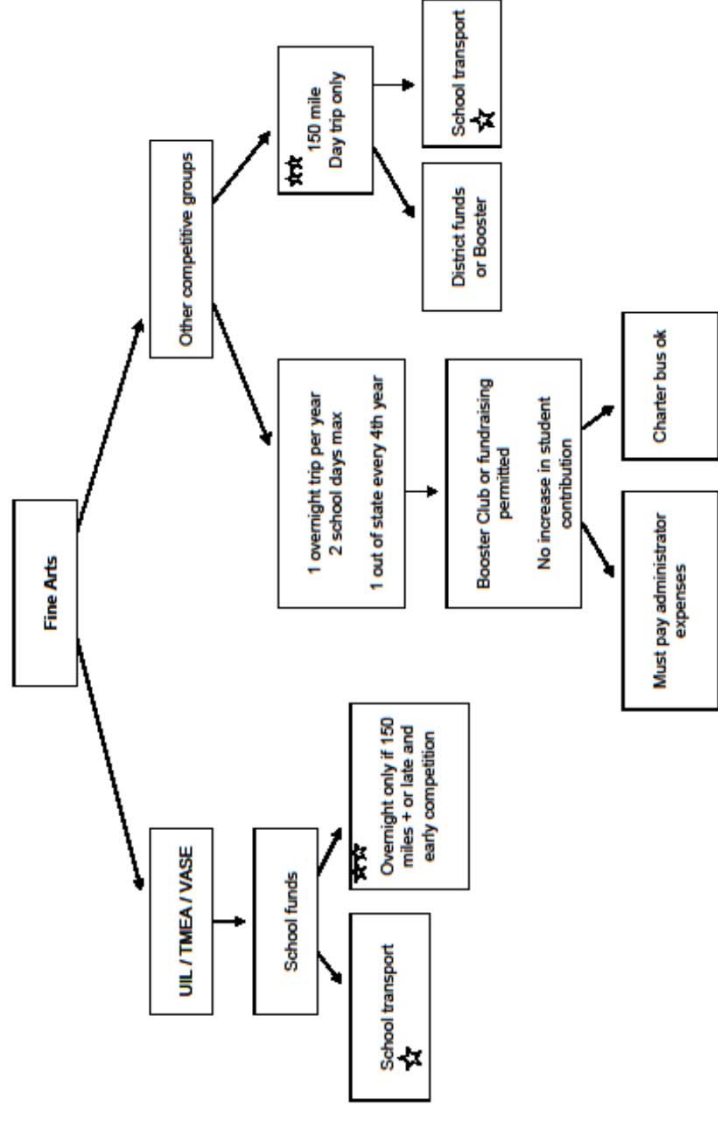 Fine Arts
UIL / TMEA / VASE
Other competitive groups
School funds
1 overnight trip per year
2 school days max
1 out of state every 4th year
150 mile
Day trip only
School transport
Overnight only if 150
miles + or late and
early competition
Booster Club or fundraising
permitted
No increase in student
contribution
District funds
or Booster
School transport
Must pay administrator
expenses
Charter bus ok